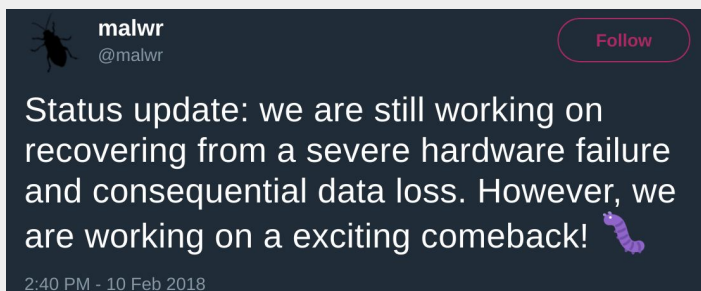 malwr
@malwr
Follow
Status update: we are still working on
recovering from a severe hardware failure
and consequential data loss. However, we
are working on a exciting comeback! 🐛
2:40 PM - 10 Feb 2018